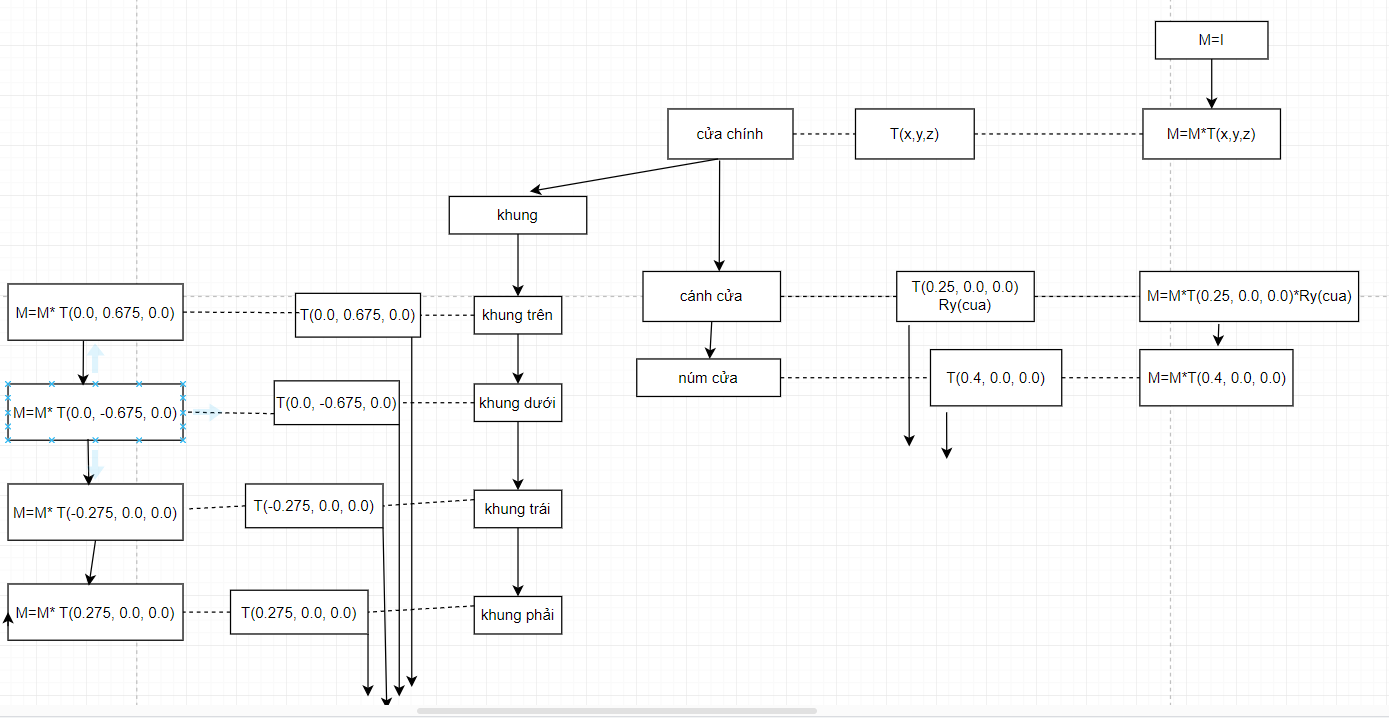 M=I
cửa chính
T(x,y,z)
M=M*T(x,y,z)
khung
M=M* T(0.0, 0.675, 0.0)
T(0.0, 0.675, 0.0)
khung trên
cánh cửa
T(0.25, 0.0, 0.0)
Ry(cua)
M=M*T(0.25, 0.0, 0.0)*Ry(cua)
M=M* T(0.0, -0.675, 0.0)
T(0.0, -0.675, 0.0)
khung dưới
núm cửa
T(0.4, 0.0, 0.0)
M=M*T(0.4, 0.0, 0.0)
M=M* T(-0.275, 0.0, 0.0)
T(-0.275, 0.0, 0.0)
khung trái
M=M* T(0.275, 0.0, 0.0)
T(0.275, 0.0, 0.0)
khung phải